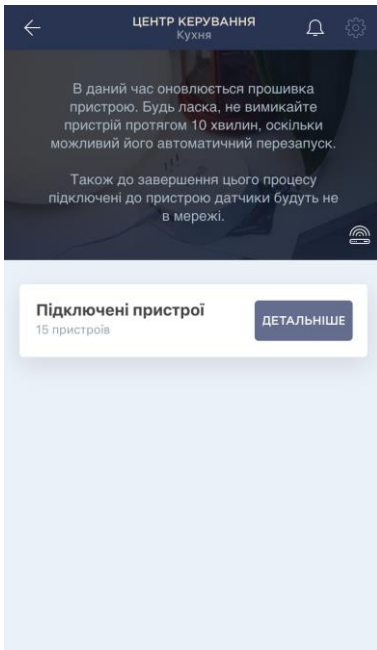 ЦЕНТР КЕРУВАННЯ
Кухня
В даний час оновлюється прошивка
пристрою. Будь ласка, не вимикайте
пристрій протягом 10 хвилин, оскільки
можливий його автоматичний перезапуск.
Також до завершення цього процесу
підключені до пристрою датчики будуть не
в мережі.
Підключені пристрої
15 пристроїв
ДЕТАЛЬНІШЕ